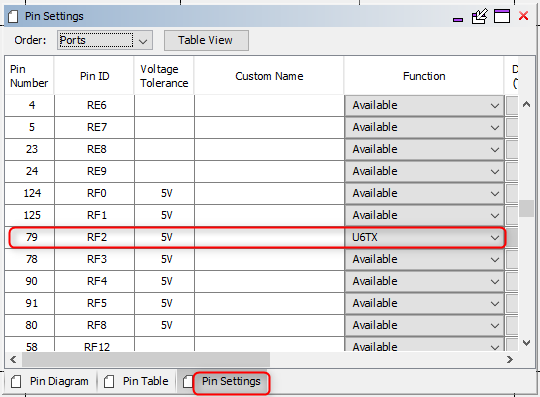 Pin Settings
Order: Ports Table View
Pin Number Pin ID Voltage Tolerance Custom Name Function D
4 RE6 Available
5 RE7 Available
23 RE8 Available
24 RE9 Available
124 RF0 5V Available
125 RF1 5V Available
79 RF2 5V U6TX
78 RF3 5V Available
90 RF4 5V Available
91 RF5 5V Available
80 RF8 5V Available
58 RF12 Available
Pin Diagram Pin Table Pin Settings